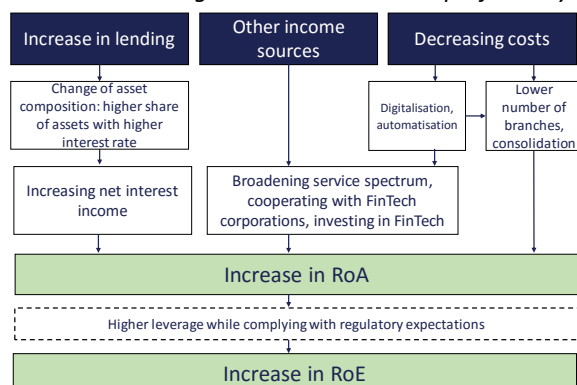 Increase in lending
Other income
sources
Decreasing costs
Change of asset
composition: higher share
of assets with higher
interest rate
Digitalisation,
automatisation
Lower
number of
branches,
consolidation
Increasing net interest
income
Broadening service spectrum,
cooperating with FinTech
corporations, investing in FinTech
Increase in RoA
Higher leverage while complying with regulatory expectations
Increase in RoE